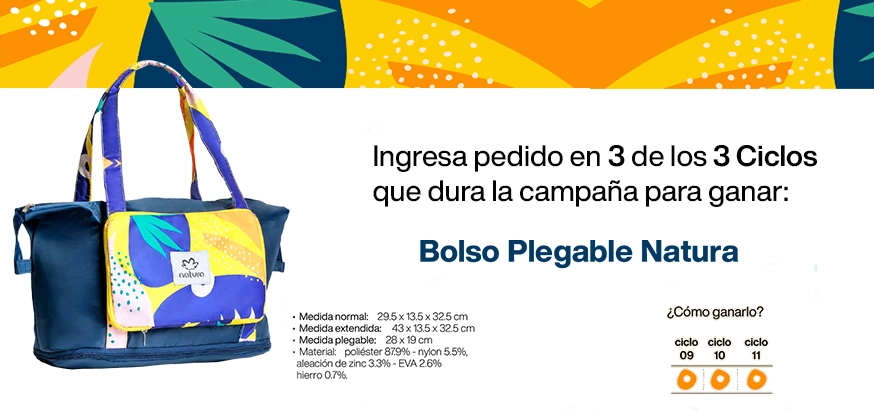 Ingresa pedido en 3 de los 3 Ciclos
que dura la campaña para ganar:
Bolso Plegable Natura
natura
• Medida normal: 29.5 x 13.5 x 32.5 cm
• Medida extendida: 43 x 13.5 x 32.5 cm
• Medida plegable: 28 x 19 cm
• Material: poliéster 87.9% - nylon 5.5%,
aleación de zinc 3.3% - EVA 2.6%
hierro 0.7%.
¿Cómo ganarlo?
ciclo ciclo ciclo
09 10 11